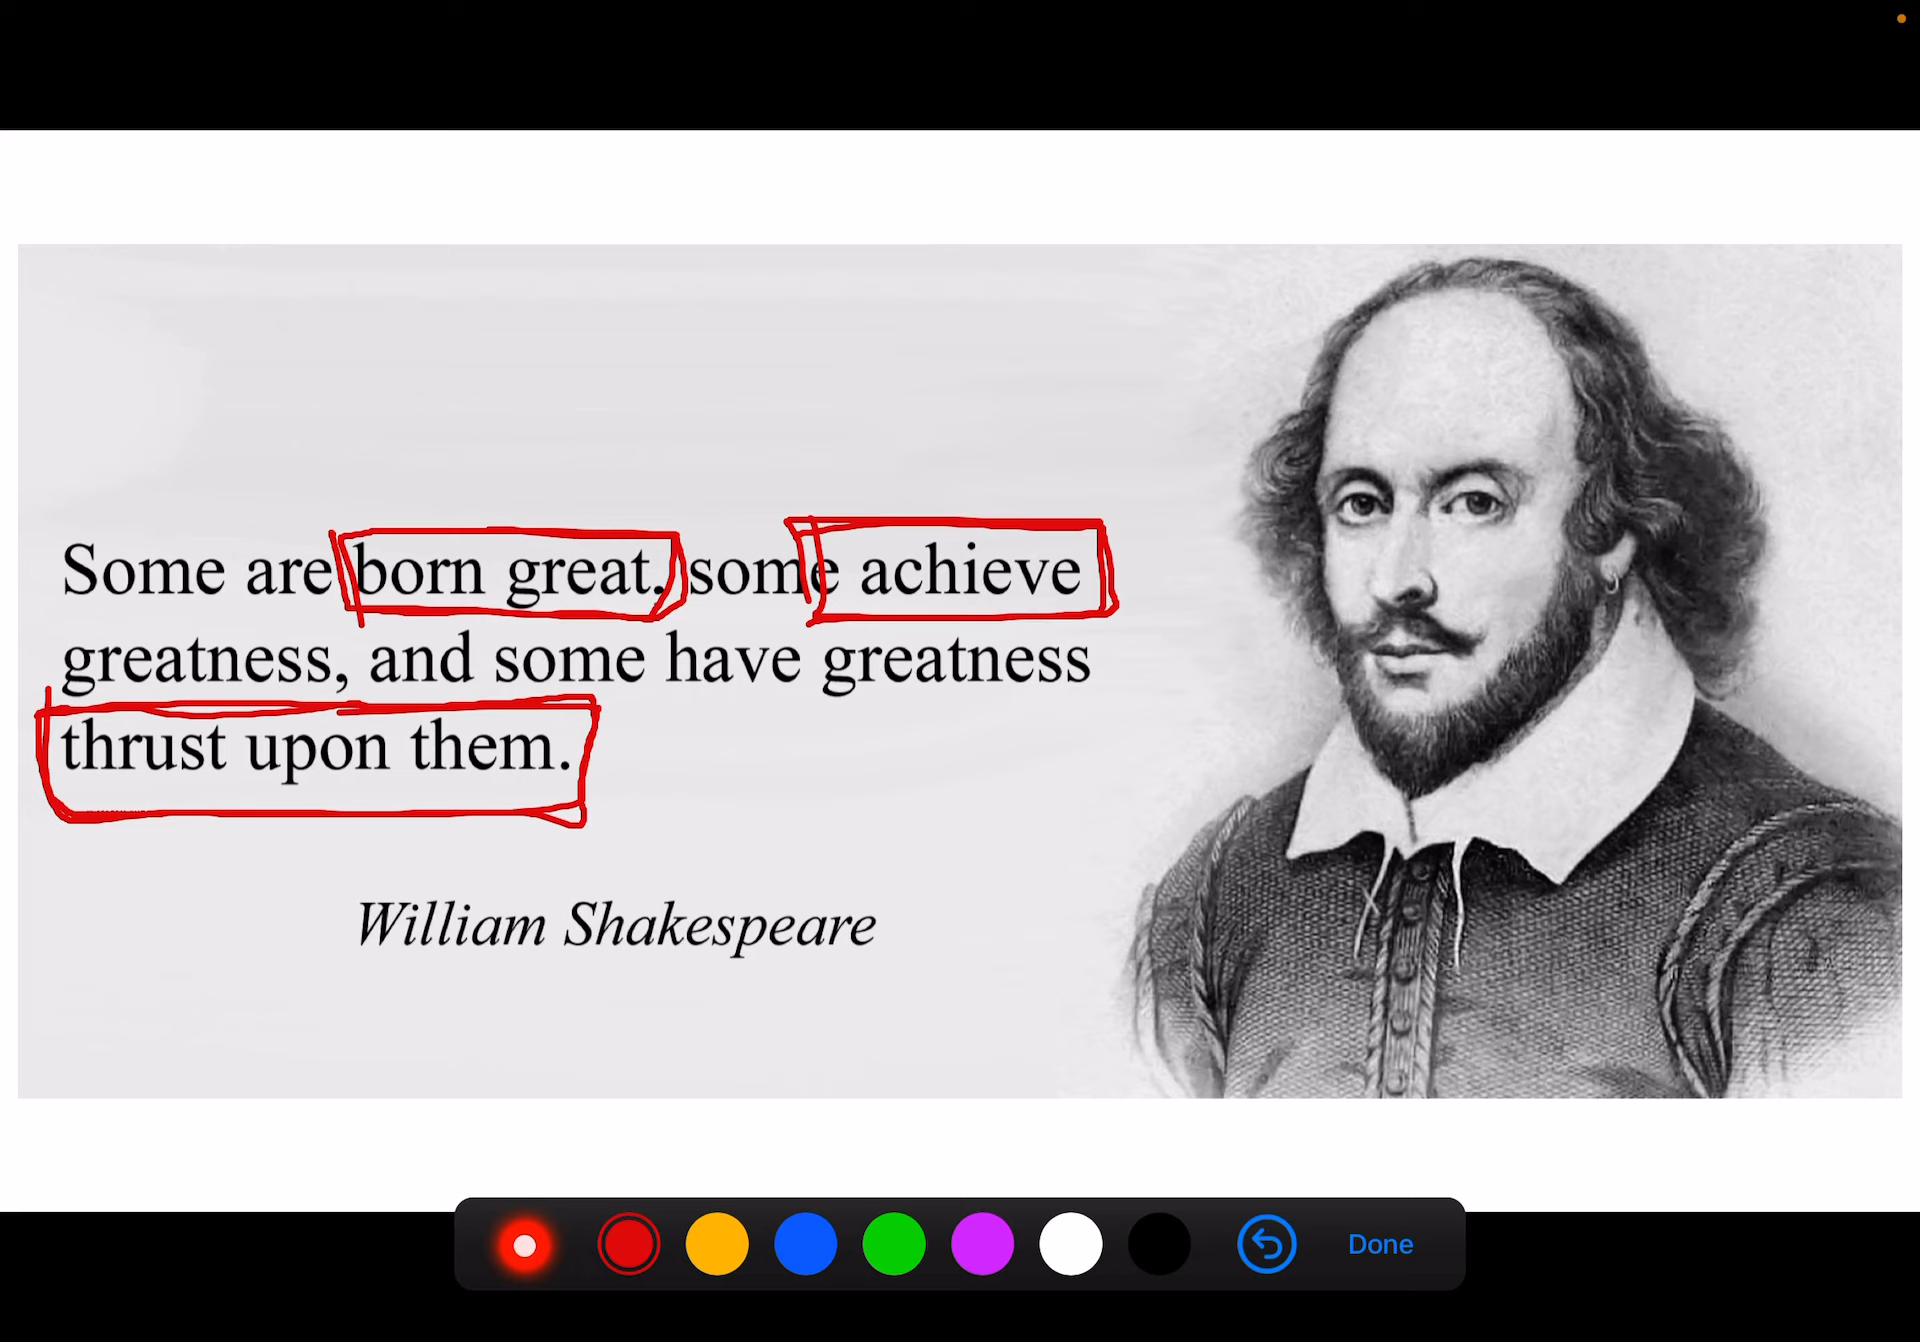 Some are born great, some achieve
greatness, and some have greatness
thrust upon them.
William Shakespeare
Done